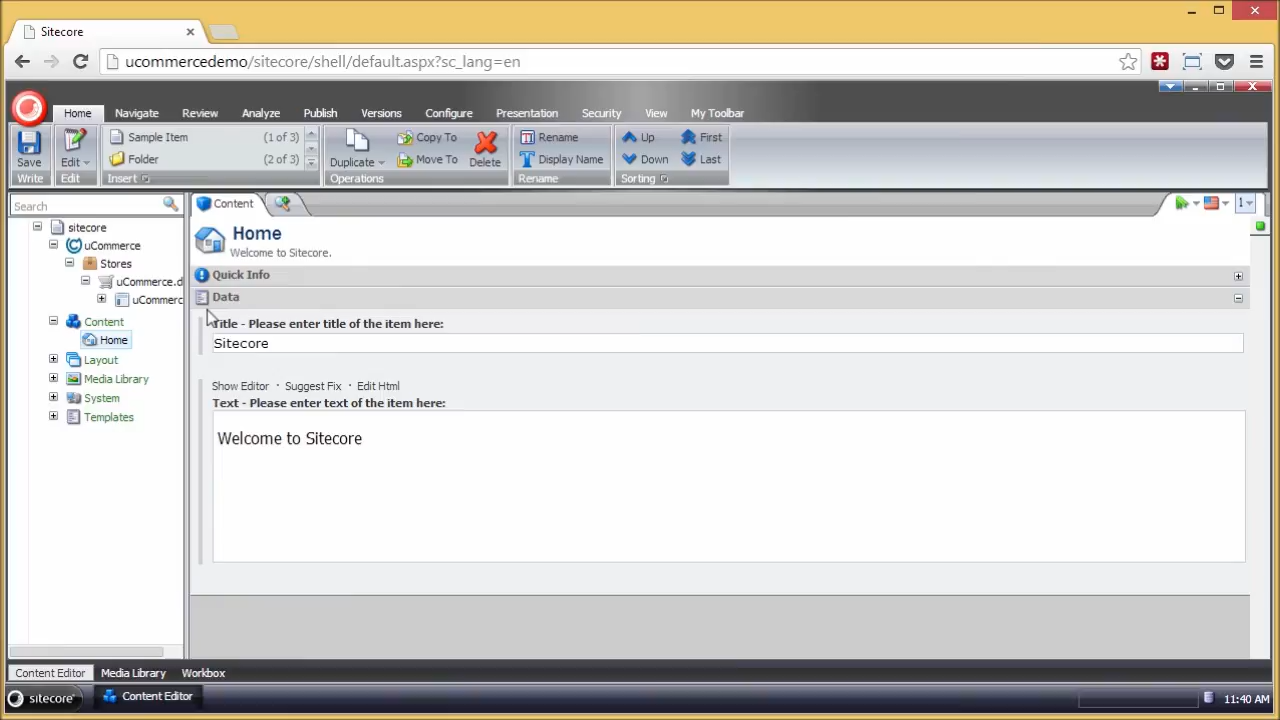 Sitecore
ucommercedemo/sitecore/shell/default.aspx?sc_lang=en
Home Navigate Review Analyze Publish Versions Configure Presentation Security View My Toolbar
Sample Item (1 of 3) Copy To Rename Up First
Save Edit Folder (2 of 3) Duplicate Move To Delete Display Name Down Last
Write Edit Insert Operations Rename Sorting
Search
Content
1
sitecore
Home
uCommerce
Welcome to Sitecore.
Stores
Quick Info
uCommerce.d
Data
uCommerc
Content
Title - Please enter title of the item here:
Home
Sitecore
Layout
Media Library
Show Editor · Suggest Fix · Edit Html
System
Text - Please enter text of the item here:
Templates
Welcome to Sitecore
Content Editor Media Library Workbox
sitecore Content Editor 11:40 AM